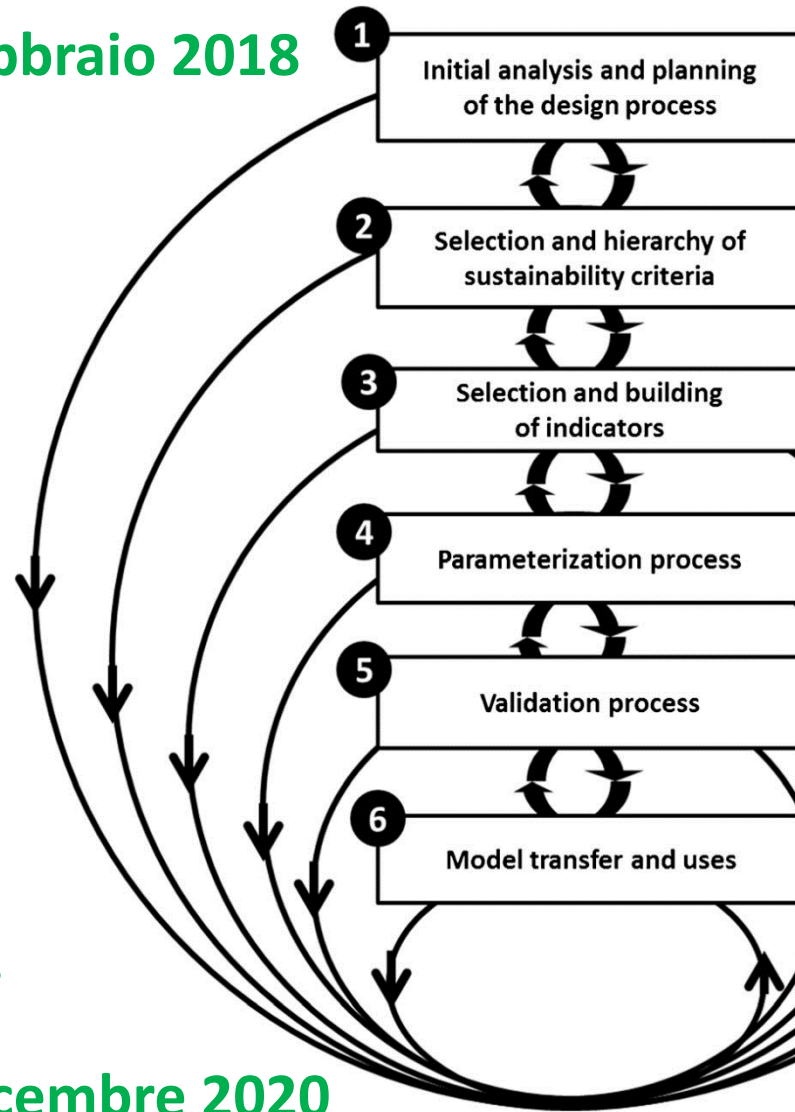 bbraio 2018
1
Initial analysis and planning
of the design process
2
Selection and hierarchy of
sustainability criteria
3
Selection and building
of indicators
4
Parameterization process
5
Validation process
6
Model transfer and uses
cembre 2020